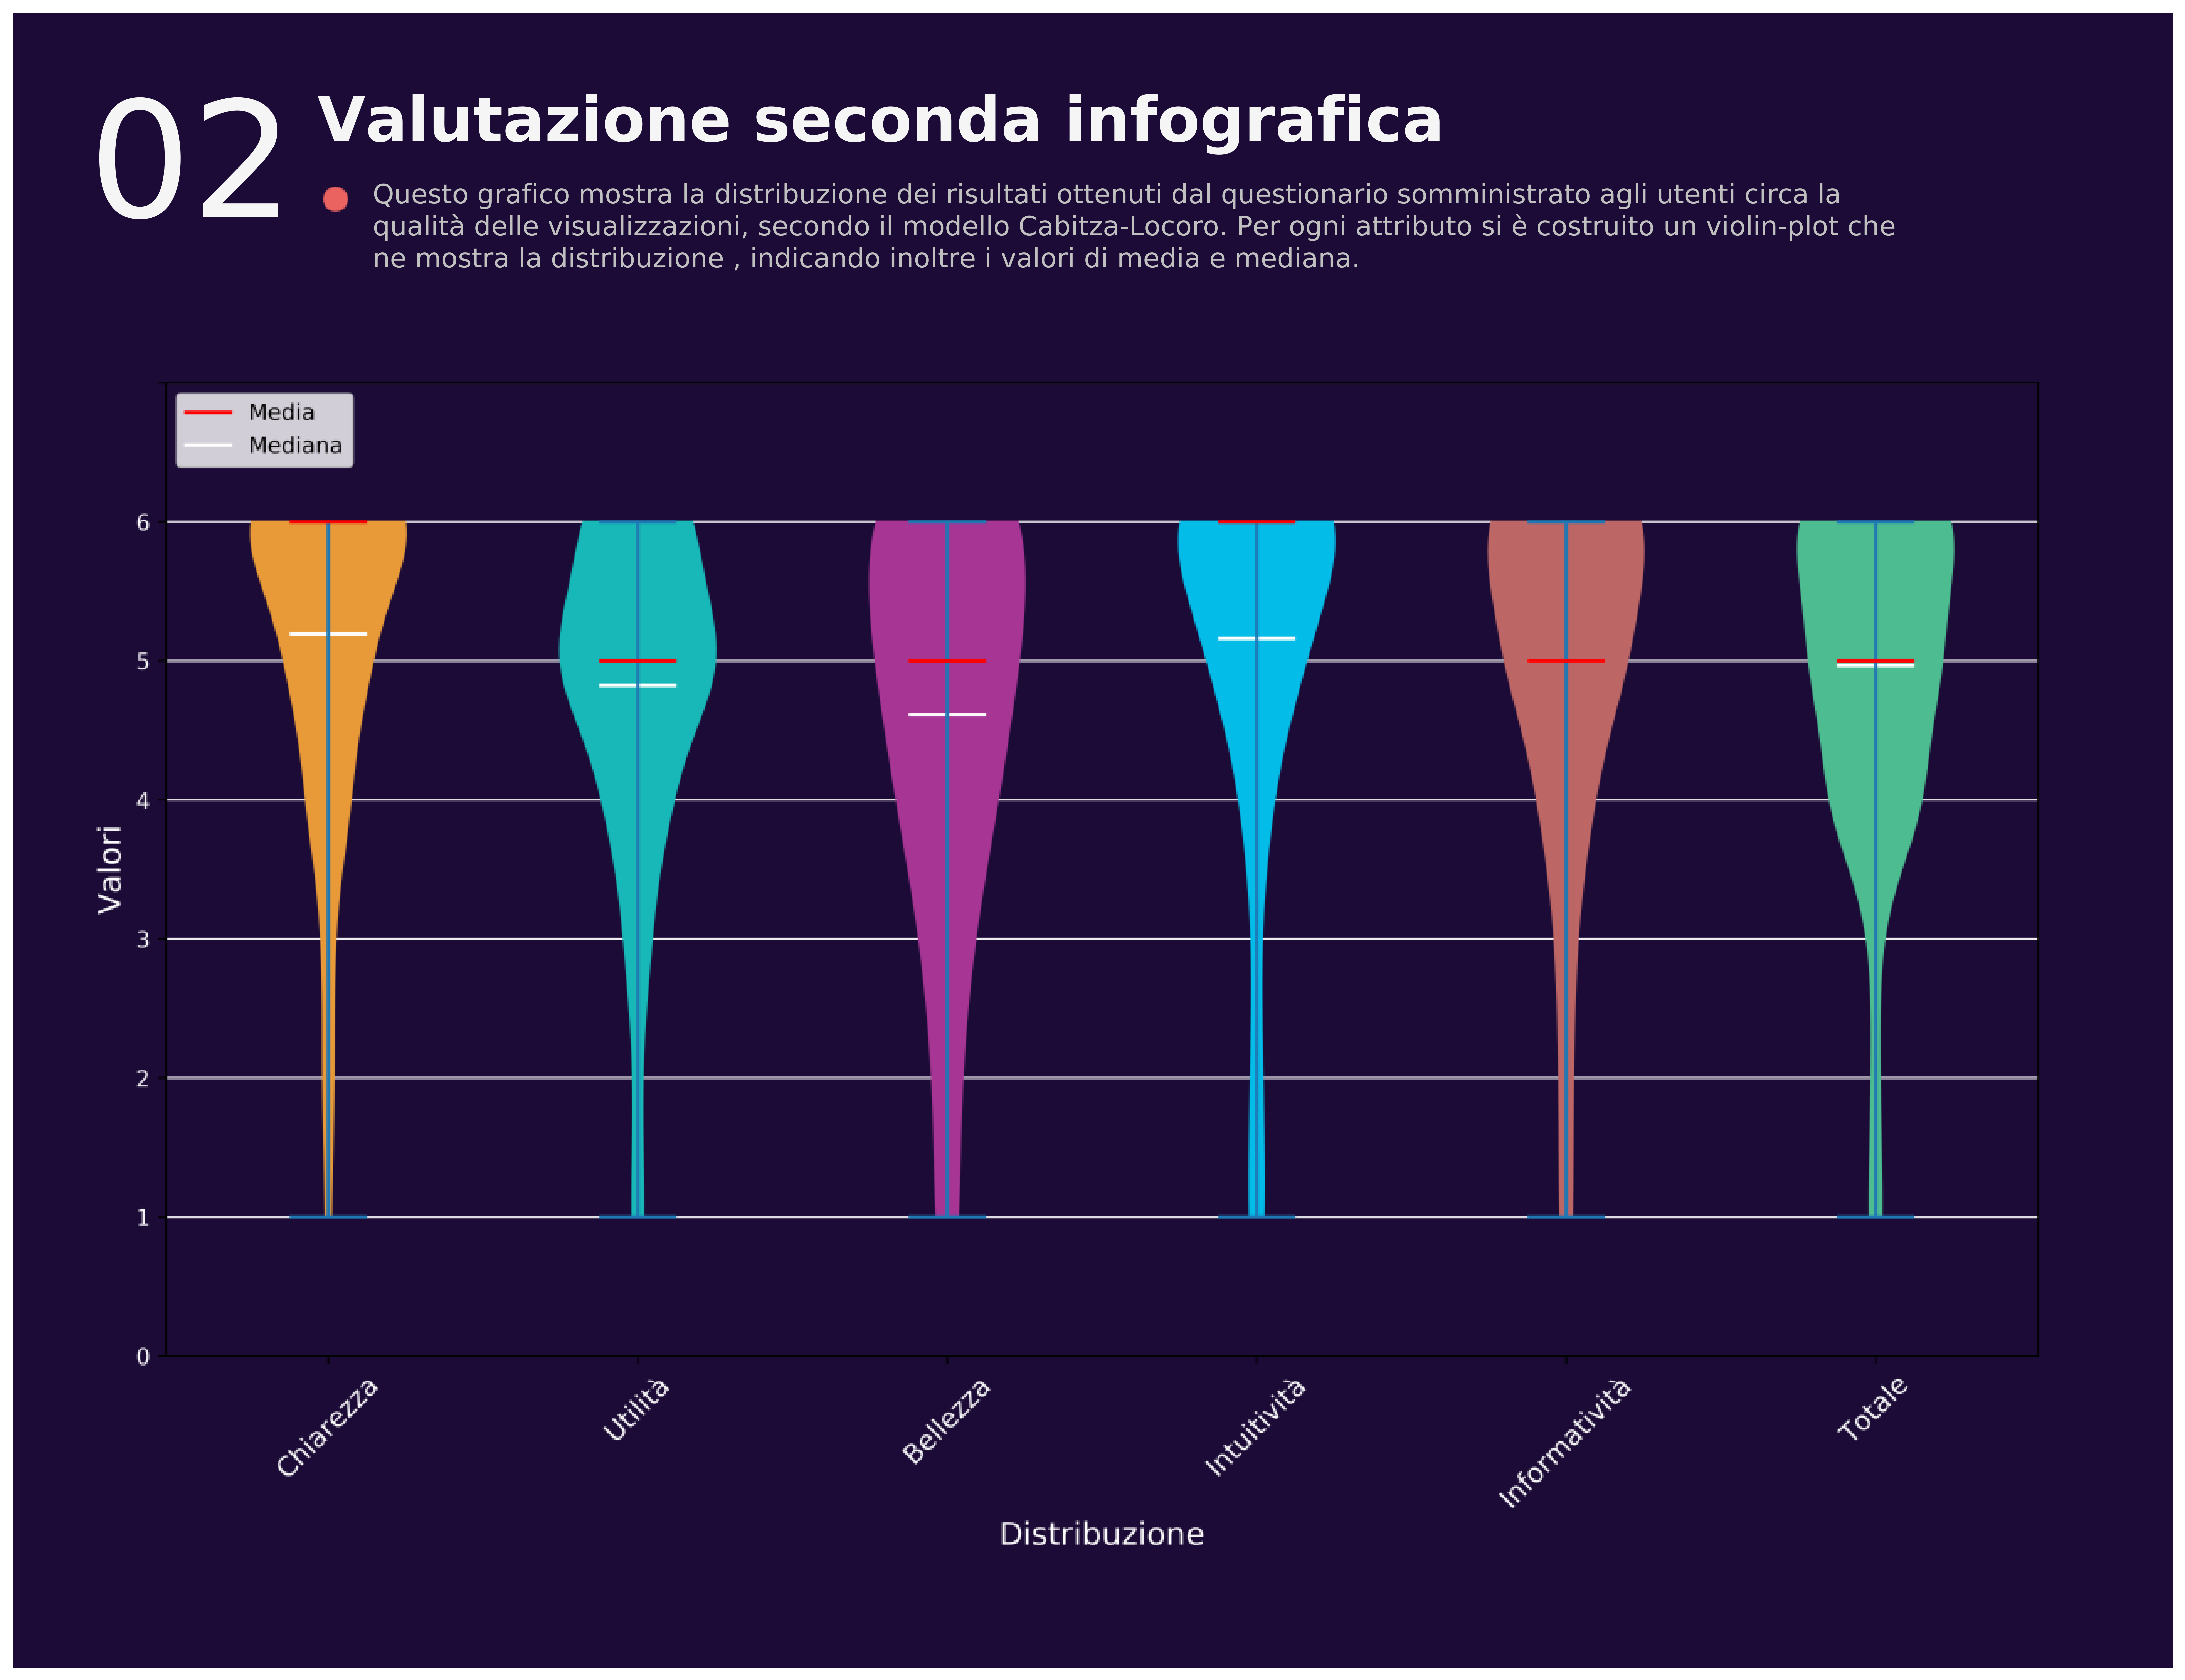 02
Valutazione seconda infografica
Questo grafico mostra la distribuzione dei risultati ottenuti dal questionario somministrato agli utenti circa la
qualità delle visualizzazioni, secondo il modello Cabitza-Locoro. Per ogni attributo si è costruito un violin-plot che
ne mostra la distribuzione , indicando inoltre i valori di media e mediana.
Media
Mediana
6
5
4
3
2
1
0
Valori
Chiarezza
Utilità
Bellezza
Intuitività
Informatività
Totale
Distribuzione